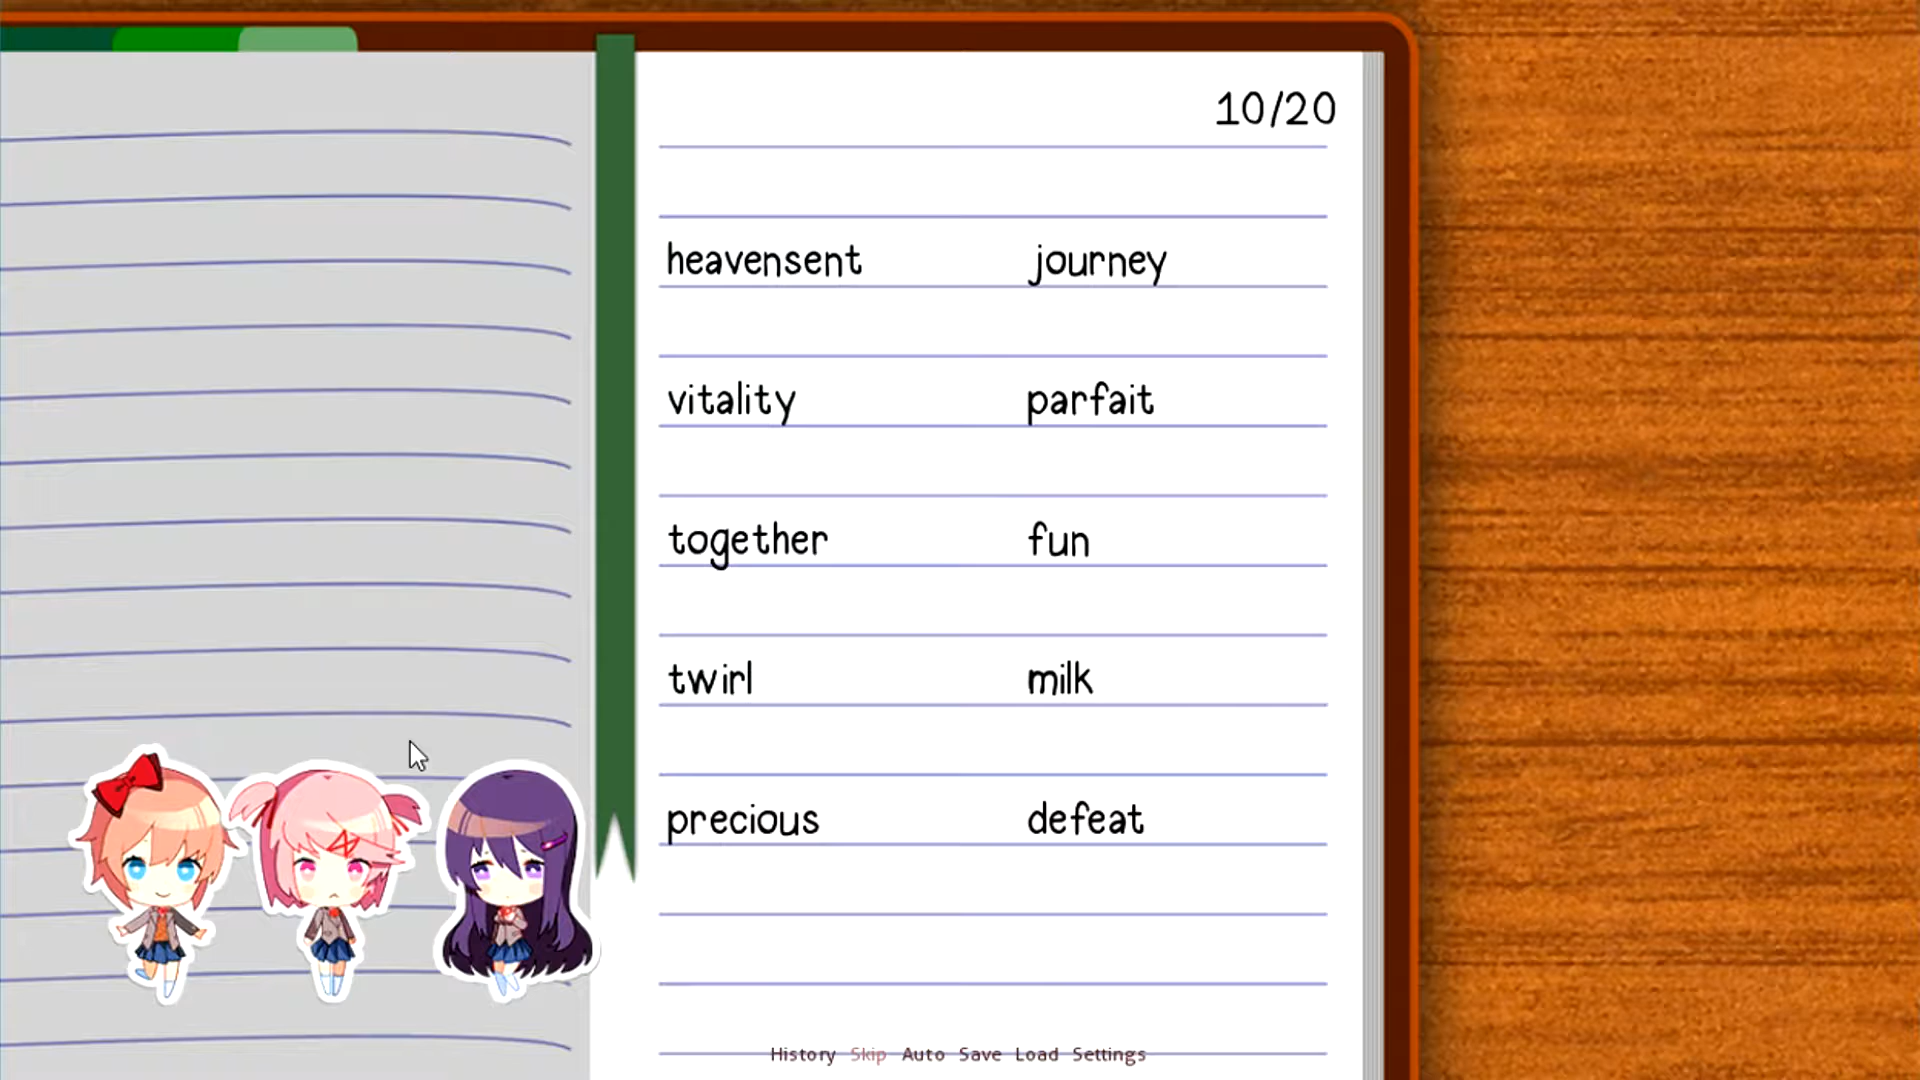 10/20
heavensent journey
vitality parfait
together fun
twirl milk
precious defeat
History Skip Auto Save Load Settings